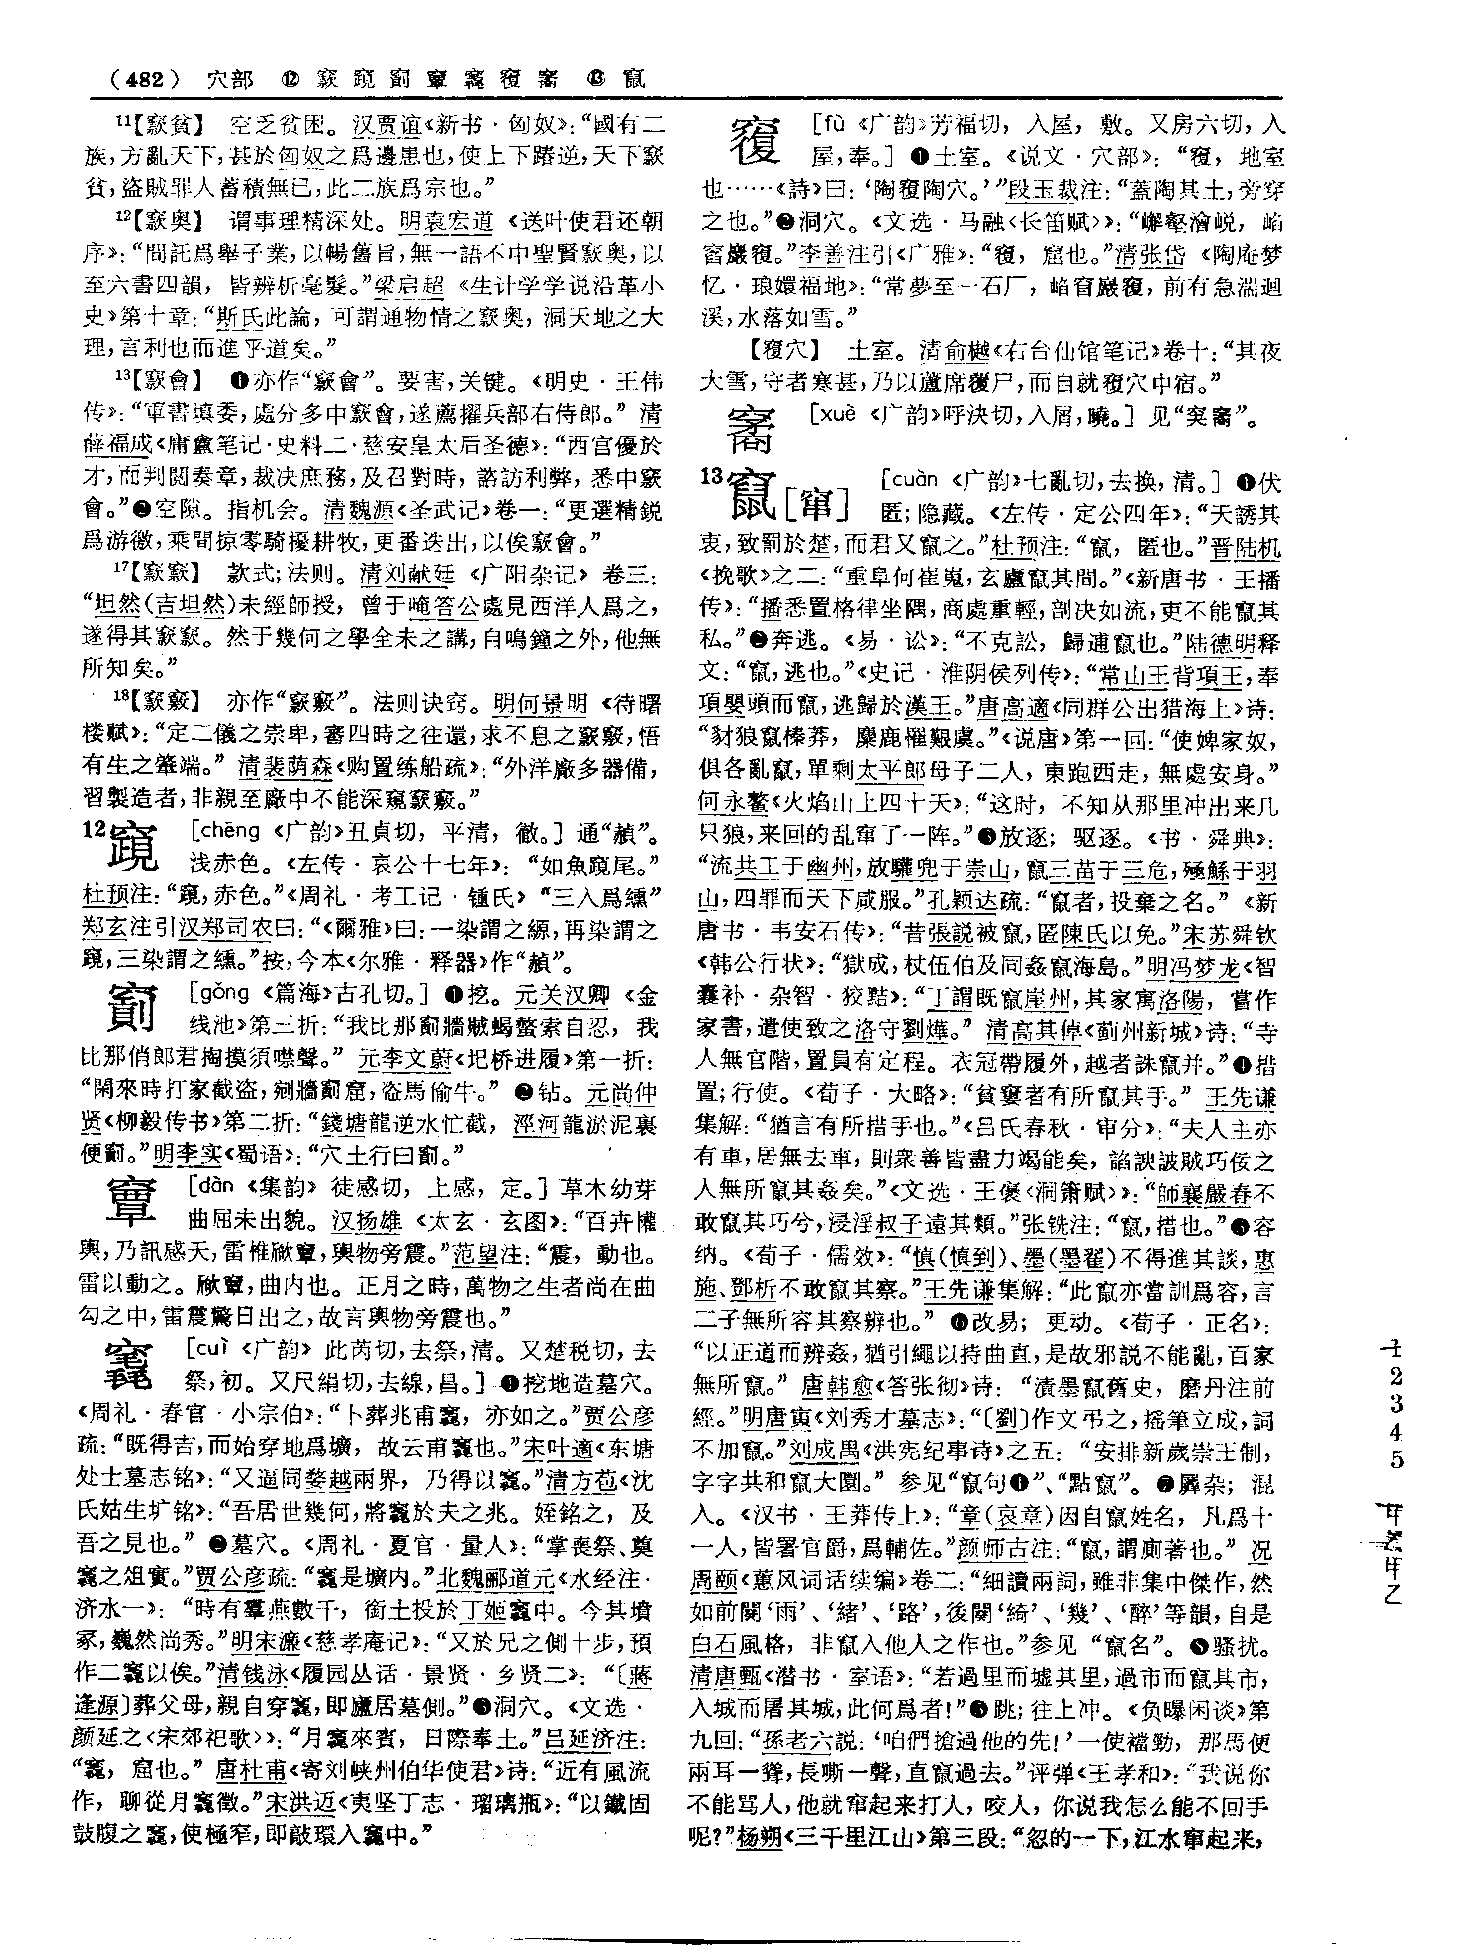 （482） 穴部 ⑫ 窾 䆑 㔶 竁 䆳 覆 窾 ⑬ 竄
¹¹【窾貧】 空乏贫困。汉贾谊《新书·匈奴》：“國有二
族，方亂天下，甚於匈奴之爲邊患也，使上下踳逆，天下窾
貧，盜賊罪人蓄積無已，此二族爲宗也。”
¹²【窾奥】 谓事理精深处。明袁宏道《送叶使君还朝
序》：“間託爲舉子業，以暢舊旨，無一語不中聖賢窾奥，以
至六書四韻，皆辨析毫髮。”梁启超《生计学学说沿革小
史》第十章：“斯氏此論，可謂通物情之窾奥，洞天地之大
理，言利也而進乎道矣。”
¹³【窾會】 ❶亦作“窽會”。要害，关键。《明史·王伟
传》：“軍書填委，處分多中窾會，遂薦擢兵部右侍郎。”清
薛福成《庸盦笔记·史料二·慈安皇太后圣德》：“西宫優於
才，而判閱奏章，裁決庶務，及召對時，諮訪利弊，悉中窾
會。”❷空隙。指机会。清魏源《圣武记》卷一：“更選精鋭
爲游徼，乘間掠零騎擾耕牧，更番迭出，以俟窾會。”
¹⁷【窾窾】 款式；法则。清刘献廷《广阳杂记》卷三：
“坦然（吉坦然）未經師授，曾于唵答公處見西洋人爲之，
遂得其窾窾。然于幾何之學全未之講，自鳴鐘之外，他無
所知矣。”
¹⁸【窾竅】 亦作“窽竅”。法则诀窍。明何景明《待曙
楼赋》：“定二儀之崇卑，審四時之往還，求不息之窾竅，悟
有生之肇端。”清裴荫森《购置练船疏》：“外洋廠多器備，
習製造者，非親至廠中不能深窺窾竅。”
12 竀 [chēng《广韵》丑貞切，平清，徹。] 通“赬”。
浅赤色。《左传·哀公十七年》：“如魚竀尾。”
杜预注：“竀，赤色。”《周礼·考工记·锺氏》“三入爲纁”
郑玄注引汉郑司农曰：“《爾雅》曰：一染謂之縓，再染謂之
竀，三染謂之纁。”按，今本《尔雅·释器》作“赬”。
[gǒng《篇海》古孔切。] ❶挖。元关汉卿《金
线池》第三折：“我比那剜牆賊蝎螫索自忍，我
比那俏郎君掏摸須噤聲。”元李文蔚《圯桥进履》第一折：
“閑來時打家截盜，剜牆窟，盗馬偷牛。”❷钻。元尚仲
贤《柳毅传书》第二折：“錢塘龍逆水忙截，涇河龍淤泥裏
便。”明李实《蜀语》：“穴土行曰。”
[dàn《集韵》徒感切，上感，定。] 草木幼芽
曲屈未出貌。汉扬雄《太玄·玄图》：“百卉權
輿，乃訊感天，雷椎，輿物旁震。”范望注：“震，動也。
雷以動之。，曲内也。正月之時，萬物之生者尚在曲
勾之中，雷震驚日出之，故言輿物旁震也。”
竁 [cuì《广韵》此芮切，去祭，清。又楚税切，去
祭，初。又尺絹切，去線，昌。] ❶挖地造墓穴。
《周礼·春官·小宗伯》：“卜葬兆甫竁，亦如之。”贾公彦
疏：“既得吉，而始穿地爲壙，故云甫竁也。”宋叶適《东塘
处士墓志铭》：“又逼同婺越兩界，乃得以竁。”清方苞《沈
氏姑生圹铭》：“吾居世幾何，將竁於夫之兆。姪銘之，及
吾之見也。”❷墓穴。《周礼·夏官·量人》：“掌喪祭、奠
竁之俎實。”贾公彦疏：“竁是壙内。”北魏郦道元《水经注·
济水一》：“時有羣燕數千，銜土投於丁姬竁中。今其墳
冢，巍然尚秀。”明宋濂《慈孝庵记》：“又於兄之側十步，預
作二竁以俟。”清钱泳《履园丛话·景贤·乡贤二》：“〔蔣
逢源〕葬父母，親自穿竁，即廬居墓側。”❸洞穴。《文选·
颜延之〈宋郊祀歌〉》：“月竁來賓，日際奉土。”吕延济注：
“竁，窟也。”唐杜甫《寄刘峡州伯华使君》诗：“近有風流
作，聊從月竁徵。”宋洪迈《夷坚丁志·瑠璃瓶》：“以鐵固
鼓腹之竁，使極窄，即敲環入竁中。”
覆 [fù《广韵》芳福切，入屋，敷。又房六切，入
屋，奉。] ❶土室。《说文·穴部》：“，地室
也……《詩》曰：‘陶陶穴。’”段玉裁注：“蓋陶其土，旁穿
之也。”❷洞穴。《文选·马融〈长笛赋〉》：“嶰壑澮峴，峆
窞巖。”李善注引《广雅》：“，窟也。”清张岱《陶庵梦
忆·琅嬛福地》：“常夢至一石厂，峆窞巖，前有急湍迴
溪，水落如雪。”
【穴】 土室。清俞樾《右台仙馆笔记》卷十：“其夜
大雪，守者寒甚，乃以蘆席覆尸，而自就穴中宿。”
[xuè《广韵》呼決切，入屑，曉。] 见“窙”。
13 竄［窜］ [cuàn《广韵》七亂切，去换，清。] ❶伏
匿；隐藏。《左传·定公四年》：“天誘其
衷，致罰於楚，而君又竄之。”杜预注：“竄，匿也。”晋陆机
《挽歌》之二：“重阜何崔嵬，玄廬竄其間。”《新唐书·王播
传》：“播悉置格律坐隅，商處重輕，剖決如流，吏不能竄其
私。”❷奔逃。《易·讼》：“不克訟，歸逋竄也。”陆德明释
文：“竄，逃也。”《史记·淮阴侯列传》：“常山王背項王，奉
項嬰頭而竄，逃歸於漢王。”唐高適《同群公出猎海上》诗：
“豺狼竄榛莽，麋鹿罹艱虞。”《说唐》第一回：“使婢家奴，
俱各亂竄，單剩太平郎母子二人，東跑西走，無處安身。”
何永鳌《火焰山上四十天》：“这时，不知从那里冲出来几
只狼，来回的乱窜了一阵。”❸放逐；驱逐。《书·舜典》：
“流共工于幽州，放驩兜于崇山，竄三苗于三危，殛鯀于羽
山，四罪而天下咸服。”孔颖达疏：“竄者，投棄之名。”《新
唐书·韦安石传》：“昔張説被竄，匿陳氏以免。”宋苏舜钦
《韩公行状》：“獄成，杖伍伯及同姦竄海島。”明冯梦龙《智
囊补·杂智·狡黠》：“丁謂既竄崖州，其家寓洛陽，嘗作
家書，遣使致之洛守劉燁。”清高其倬《蓟州新城》诗：“寺
人無官階，置員有定程。衣冠帶履外，越者誅竄并。”❹措
置；行使。《荀子·大略》：“貧窶者有所竄其手。”王先谦
集解：“猶言有所措手也。”《吕氏春秋·审分》：“夫人主亦
有車，居無去車，則衆善皆盡力竭能矣，諂諛詖賊巧佞之
人無所竄其姦矣。”《文选·王褒〈洞箫赋〉》：“師襄嚴春不
敢竄其巧兮，浸淫叔子遠其類。”张铣注：“竄，措也。”❺容
纳。《荀子·儒效》：“慎（慎到）、墨（墨翟）不得進其談，惠
施、鄧析不敢竄其察。”王先谦集解：“此竄亦當訓爲容，言
二子無所容其察辨也。”❻改易；更动。《荀子·正名》：
“以正道而辨姦，猶引繩以持曲直，是故邪説不能亂，百家
無所竄。”唐韩愈《答张彻》诗：“漬墨竄舊史，磨丹注前
經。”明唐寅《刘秀才墓志》：“〔劉〕作文弔之，摇筆立成，詞
不加竄。”刘成禺《洪宪纪事诗》之五：“安排新歲崇王制，
字字共和竄大圜。”参见“竄句❶”、“點竄”。❼羼杂；混
入。《汉书·王莽传上》：“章（哀章）因自竄姓名，凡爲十
一人，皆署官爵，爲輔佐。”颜师古注：“竄，謂厠著也。”况
周颐《蕙风词话续编》卷二：“細讀兩詞，雖非集中傑作，然
如前闋‘雨’、‘緒’、‘路’，後闋‘綺’、‘幾’、‘醉’等韻，自是
白石風格，非竄入他人之作也。”参见“竄名”。❽骚扰。
清唐甄《潜书·室语》：“若過里而墟其里，過市而竄其市，
入城而屠其城，此何爲者！”❾跳；往上冲。《负曝闲谈》第
九回：“孫老六説：‘咱們搶過他的先！’一使襠勁，那馬便
兩耳一聳，長嘶一聲，直竄過去。”评弹《王孝和》：“我说你
不能骂人，他就窜起来打人，咬人，你说我怎么能不回手
呢？”杨朔《三千里江山》第三段：“忽的一下，江水窜起来，
1
2
3
4
5
乙